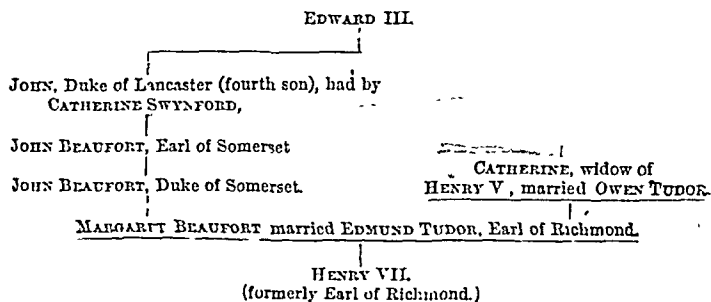 EDWARD III.
JOHN, Duke of Lancaster (fourth son), had by
CATHERINE SWYNFORD,
JOHN BEAUFORT, Earl of Somerset
JOHN BEAUFORT, Duke of Somerset.
CATHERINE, widow of
HENRY V, married OWEN TUDOR.
MARGARET BEAUFORT married EDMUND TUDOR, Earl of Richmond.
HENRY VII.
(formerly Earl of Richmond.)